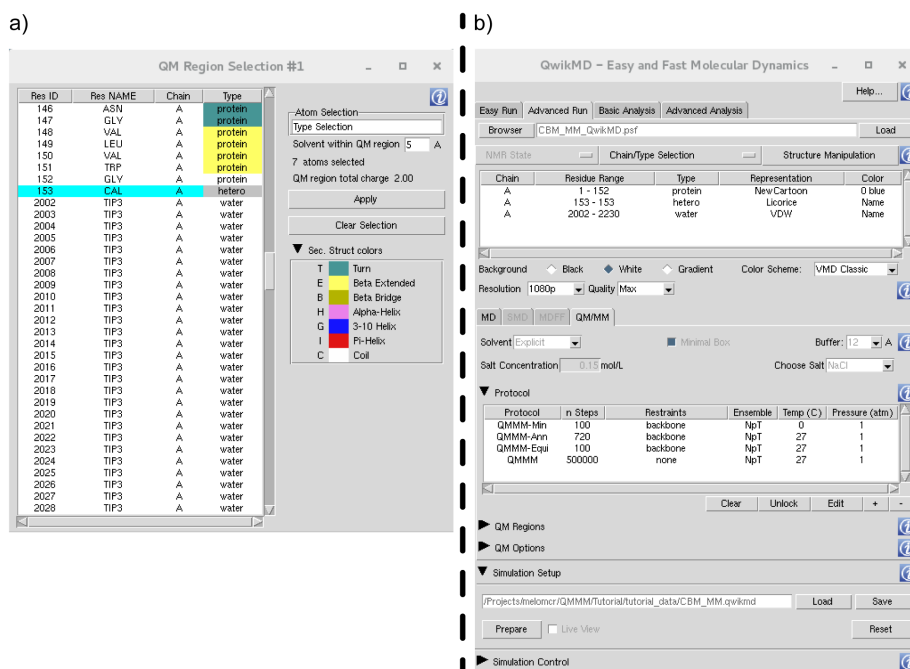 a)
QM Region Selection #1
Res ID Res NAME Chain Type
146 ASN A protein
147 GLY A protein
148 VAL A protein
149 LEU A protein
150 VAL A protein
151 TRP A protein
152 GLY A protein
153 CAL A hetero
2002 TIP3 A water
2003 TIP3 A water
2004 TIP3 A water
2005 TIP3 A water
2006 TIP3 A water
2007 TIP3 A water
2008 TIP3 A water
2009 TIP3 A water
2010 TIP3 A water
2011 TIP3 A water
2012 TIP3 A water
2013 TIP3 A water
2014 TIP3 A water
2015 TIP3 A water
2016 TIP3 A water
2017 TIP3 A water
2018 TIP3 A water
2019 TIP3 A water
2020 TIP3 A water
2021 TIP3 A water
2022 TIP3 A water
2023 TIP3 A water
2024 TIP3 A water
2025 TIP3 A water
2026 TIP3 A water
2027 TIP3 A water
2028 TIP3 A water
Atom Selection
Type Selection
Solvent within QM region 5 A
7 atoms selected
QM region total charge 2.00
Apply
Clear Selection
Sec. Struct colors
T Turn
E Beta Extended
B Beta Bridge
H Alpha-Helix
G 3-10 Helix
I Pi-Helix
C Coil
b)
QwikMD – Easy and Fast Molecular Dynamics
Help...
Easy Run Advanced Run Basic Analysis Advanced Analysis
Browser CBM_MM_QwikMD.psf Load
NMR State Chain/Type Selection Structure Manipulation
Chain Residue Range Type Representation Color
A 1 - 152 protein NewCartoon 0 blue
A 153 - 153 hetero Licorice Name
A 2002 - 2230 water VDW Name
Background Black White Gradient Color Scheme: VMD Classic
Resolution 1080p Quality Max
MD SMD MDFF QM/MM
Solvent Explicit Minimal Box Buffer: 12 A
Salt Concentration 0.15 mol/L Choose Salt NaCl
Protocol
Protocol n Steps Restraints Ensemble Temp (C) Pressure (atm)
QMMM-Min 100 backbone NpT 0 1
QMMM-Ann 720 backbone NpT 27 1
QMMM-Equi 100 backbone NpT 27 1
QMMM 500000 none NpT 27 1
Clear Unlock Edit + -
QM Regions
QM Options
Simulation Setup
/Projects/melomcr/QMMM/Tutorial/tutorial_data/CBM_MM.qwikmd Load Save
Prepare Live View Reset
Simulation Control